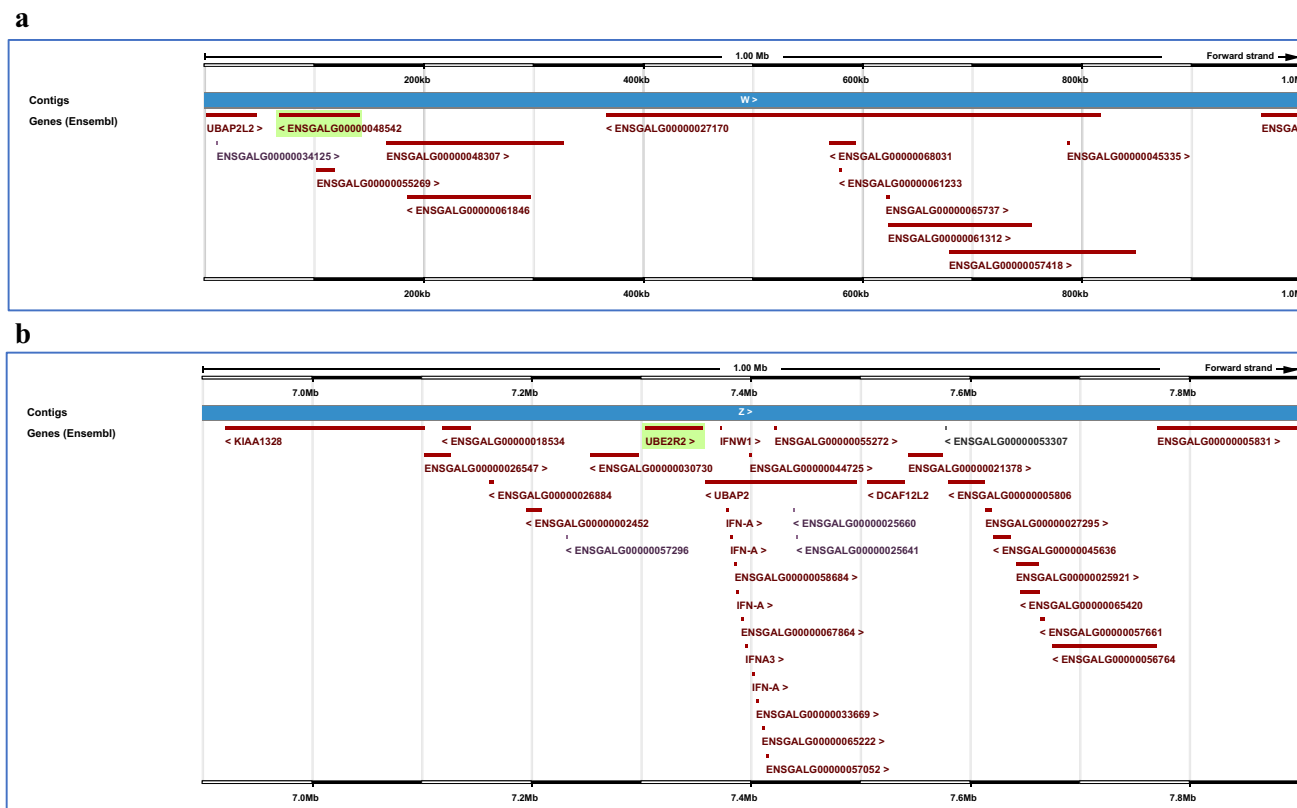 a
1.00 Mb Forward strand
200kb 400kb 600kb 800kb 1.0M
Contigs W >
Genes (Ensembl)
UBAP2L2 > < ENSGALG00000048542 < ENSGALG00000027170 ENSGA
ENSGALG00000034125 > ENSGALG00000048307 > < ENSGALG00000068031 ENSGALG00000045335 >
ENSGALG00000055269 > < ENSGALG00000061233
< ENSGALG00000061846 ENSGALG00000065737 >
ENSGALG00000061312 >
ENSGALG00000057418 >
200kb 400kb 600kb 800kb 1.0M
b
1.00 Mb Forward strand
7.0Mb 7.2Mb 7.4Mb 7.6Mb 7.8Mb
Contigs Z >
Genes (Ensembl)
< KIAA1328 < ENSGALG00000018534 UBE2R2 > IFNW1 > ENSGALG00000055272 > < ENSGALG00000053307 ENSGALG00000005831 >
ENSGALG00000026547 > < ENSGALG00000030730 ENSGALG00000044725 > ENSGALG00000021378 >
< ENSGALG00000026884 < UBAP2 < DCAF12L2 < ENSGALG00000005806
< ENSGALG00000002452 IFN-A > < ENSGALG00000025660 ENSGALG00000027295 >
< ENSGALG00000057296 IFN-A > < ENSGALG00000025641 < ENSGALG00000045636
ENSGALG00000058684 > ENSGALG00000025921 >
IFN-A > < ENSGALG00000065420
ENSGALG00000067864 > < ENSGALG00000057661
IFNA3 > < ENSGALG00000056764
IFN-A >
ENSGALG00000033669 >
ENSGALG00000065222 >
ENSGALG00000057052 >
7.0Mb 7.2Mb 7.4Mb 7.6Mb 7.8Mb